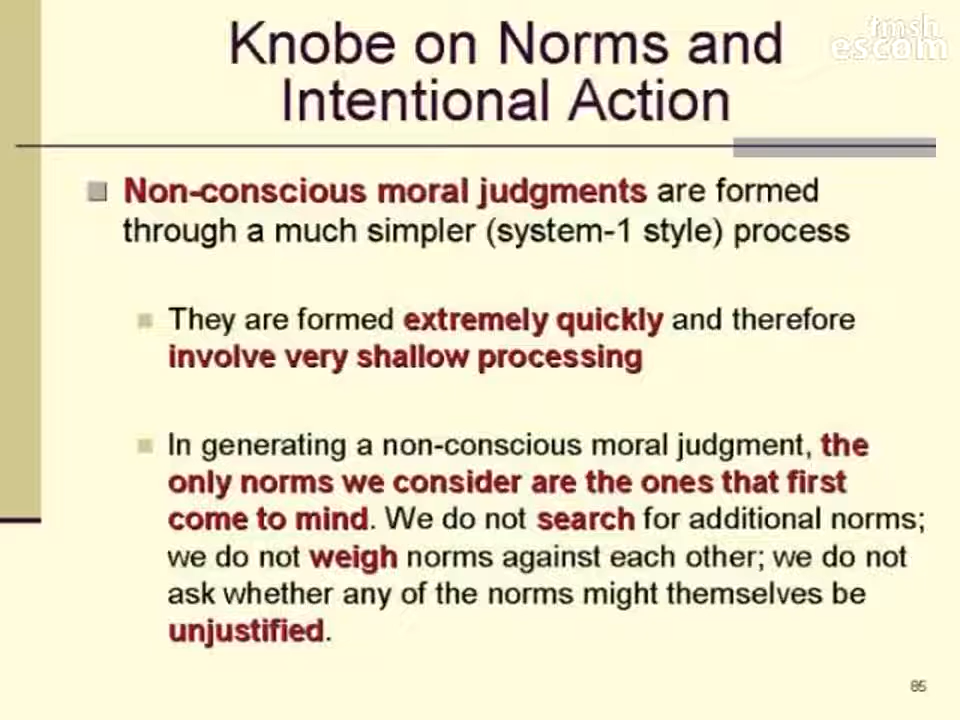 Knobe on Norms and
Intentional Action
Non-conscious moral judgments are formed
through a much simpler (system-1 style) process
They are formed extremely quickly and therefore
involve very shallow processing
In generating a non-conscious moral judgment, the
only norms we consider are the ones that first
come to mind. We do not search for additional norms;
we do not weigh norms against each other; we do not
ask whether any of the norms might themselves be
unjustified.
85
escom